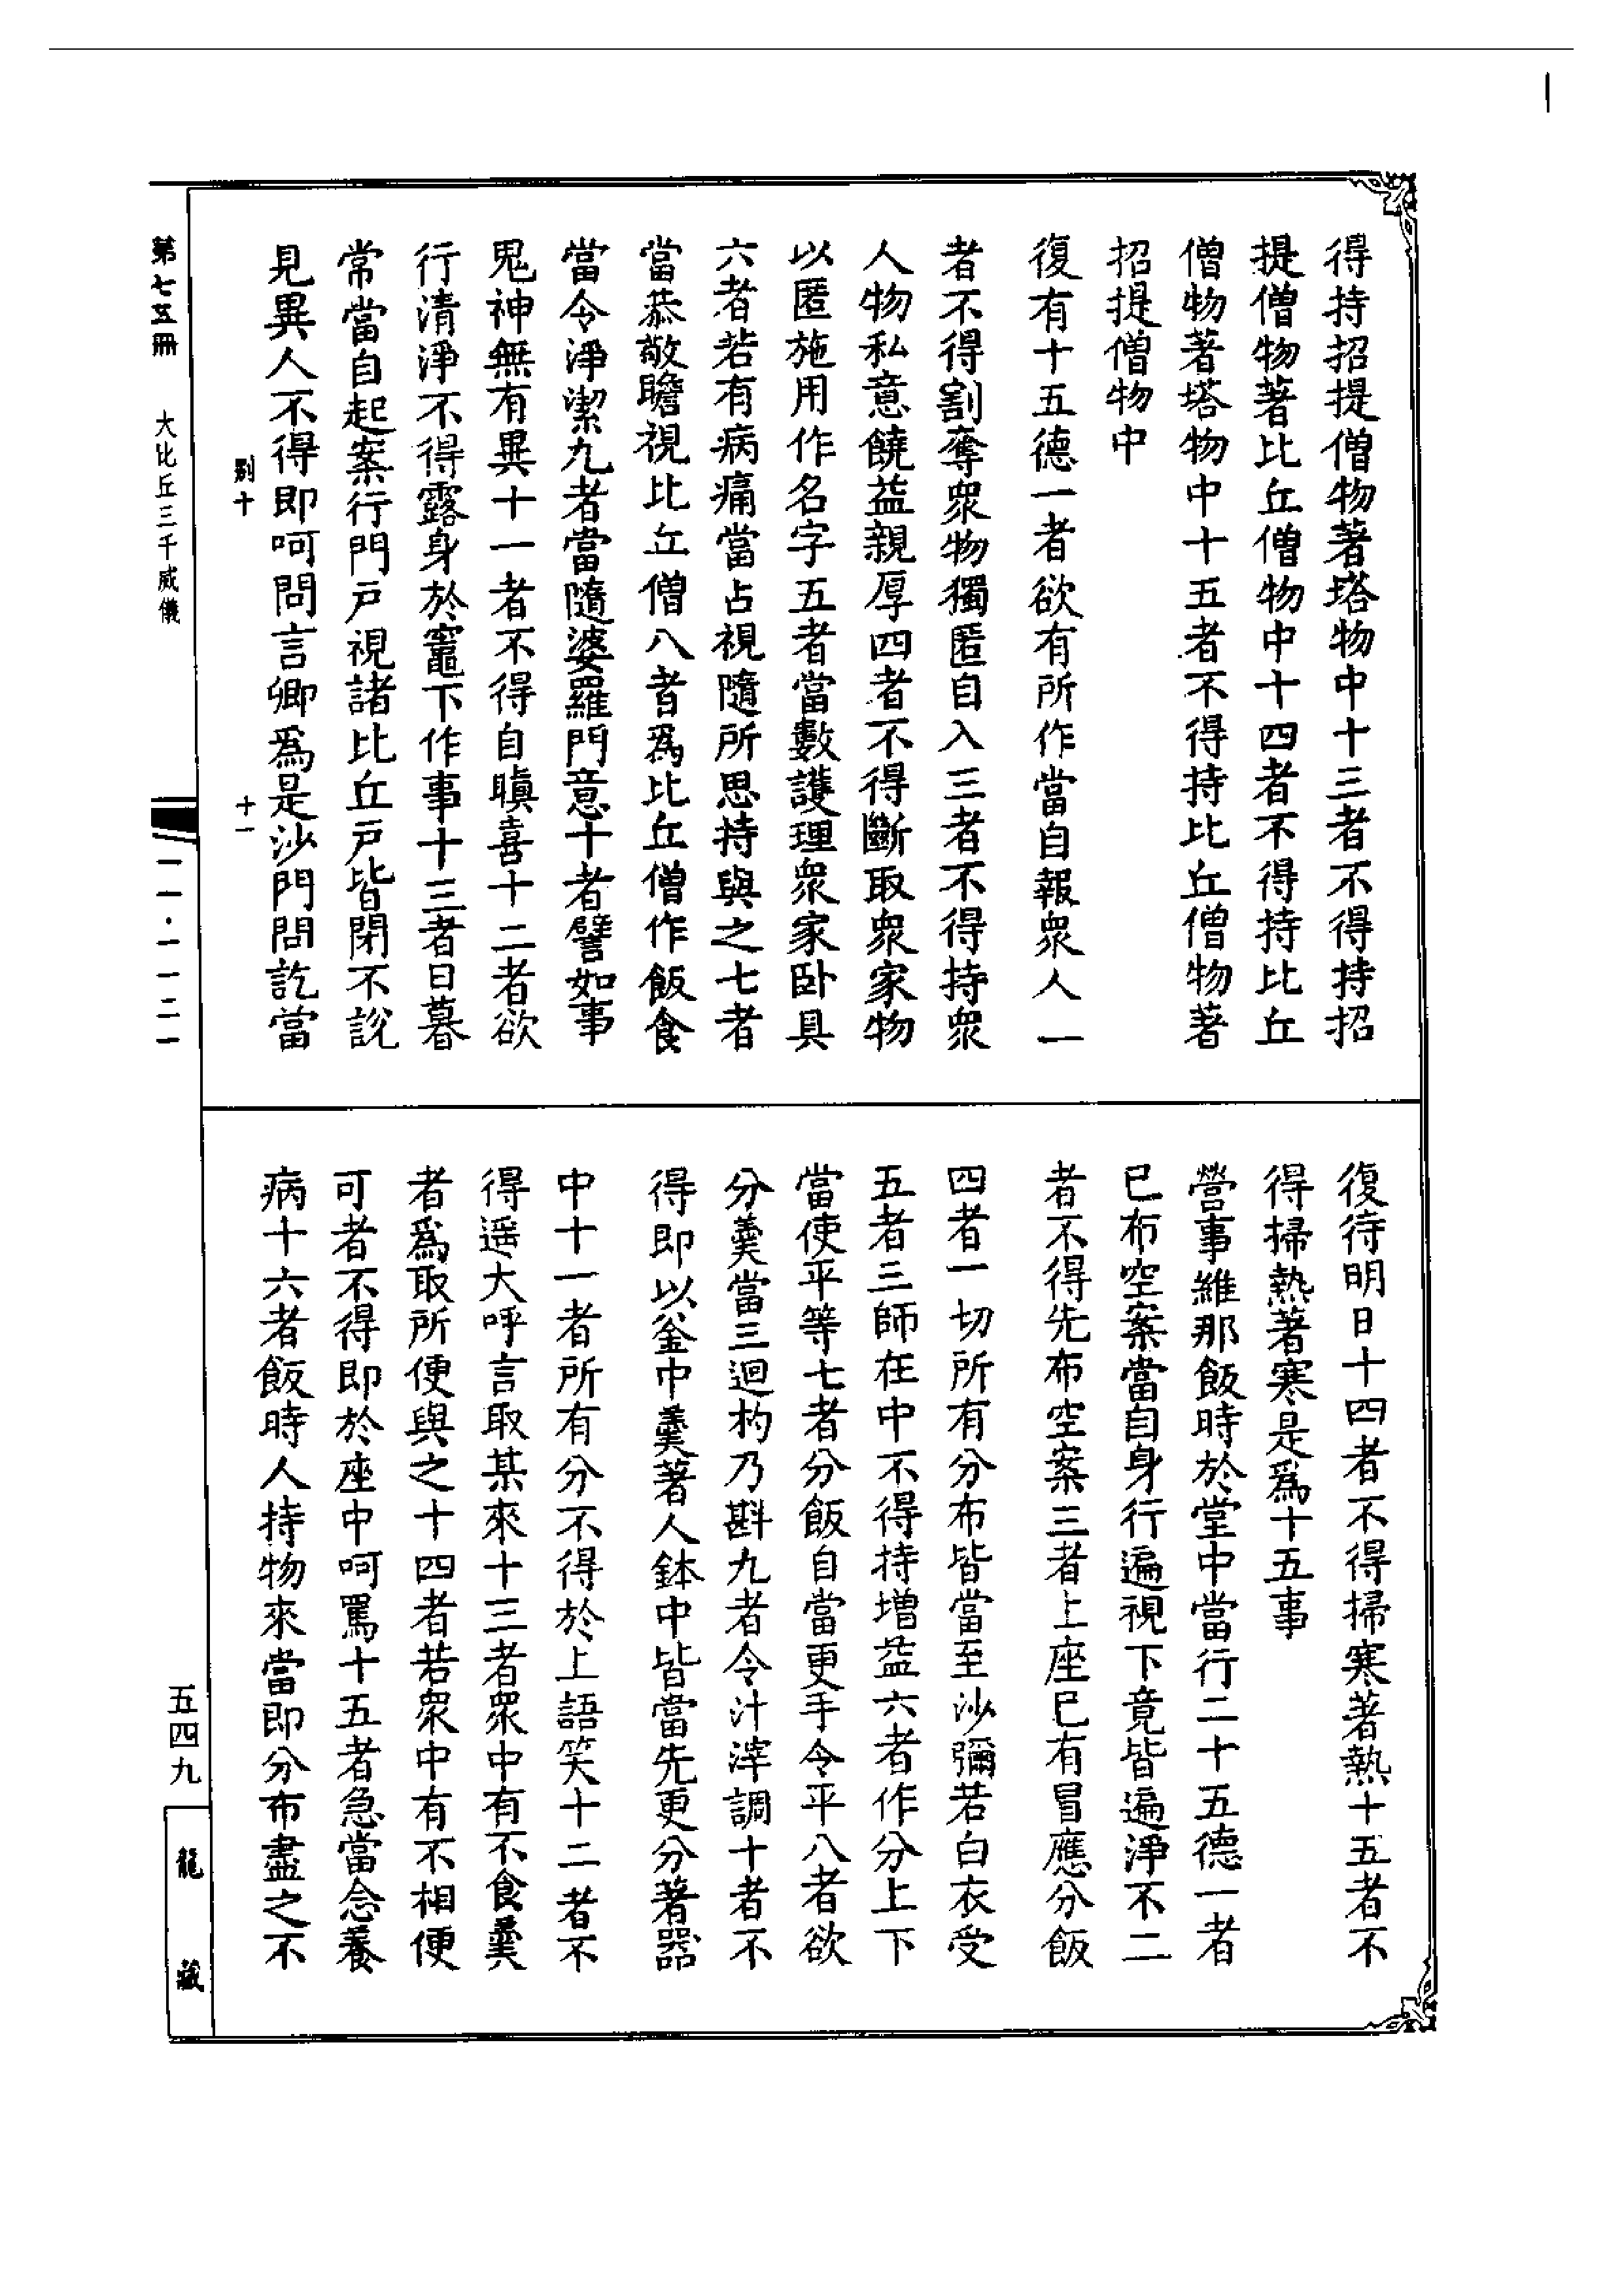 得持招提僧物著塔物中十三者不得持招
提僧物著比丘僧物中十四者不得持比丘
僧物著塔物中十五者不得持比丘僧物著
招提僧物中
復有十五德一者欲有所作當自報衆人一
者不得割奪衆物獨匿自入三者不得持衆
人物私意饒益親厚四者不得斷取衆家物
以匿施用作名字五者當數護理衆家卧具
六者若有病痛當占視隨所思持與之七者
當恭敬瞻視比丘僧八者爲比丘僧作飯食
當令淨潔九者當隨婆羅門意十者譬如事
鬼神無有異十一者不得自瞋喜十二者欲
行清淨不得露身於竈下作事十三者日暮
常當自起案行門戸視諸比丘戸皆閉不説
見異人不得即呵問言卿爲是沙門問訖當
復待明日十四者不得掃寒著熱十五者不
得掃熱著寒是爲十五事
營事維那飯時於堂中當行二十五德一者
已布空案當自身行遍視下竟皆遍淨不二
者不得先布空案三者上座已有冒應分飯
四者一切所有分布皆當至沙彌若白衣受
五者三師在中不得持增益六者作分上下
當使平等七者分飯自當更手令平八者欲
分羹當三迴杓乃斟九者令汁滓調十者不
得即以釜中羹著人鉢中皆當先更分著器
中十一者所有分不得於上語笑十二者不
得遥大呼言取某來十三者衆中有不食羹
者爲取所便與之十四者若衆中有不相便
可者不得即於座中呵罵十五者急當念養
病十六者飯時人持物來當即分布盡之不
别十 十一
第七五冊 大比丘三千威儀 一一·一一二一
五四九
龍藏